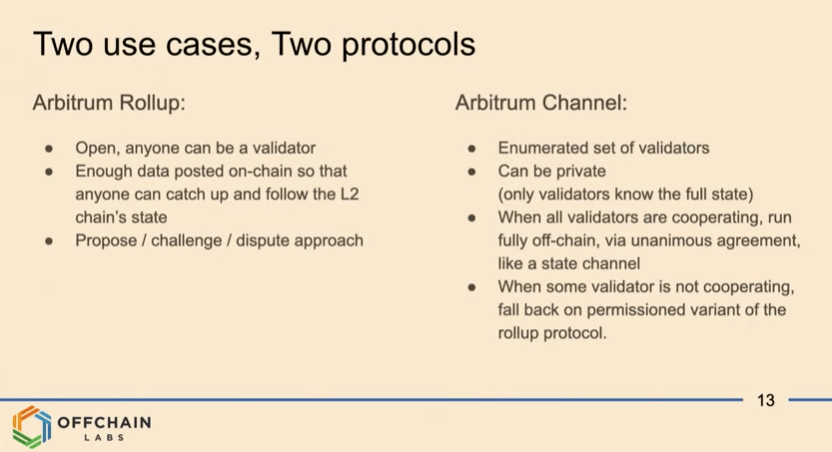 Two use cases, Two protocols
Arbitrum Rollup:
● Open, anyone can be a validator
● Enough data posted on-chain so that
anyone can catch up and follow the L2
chain's state
● Propose / challenge / dispute approach
Arbitrum Channel:
● Enumerated set of validators
● Can be private
(only validators know the full state)
● When all validators are cooperating, run
fully off-chain, via unanimous agreement,
like a state channel
● When some validator is not cooperating,
fall back on permissioned variant of the
rollup protocol.
13
OFFCHAIN
LABS